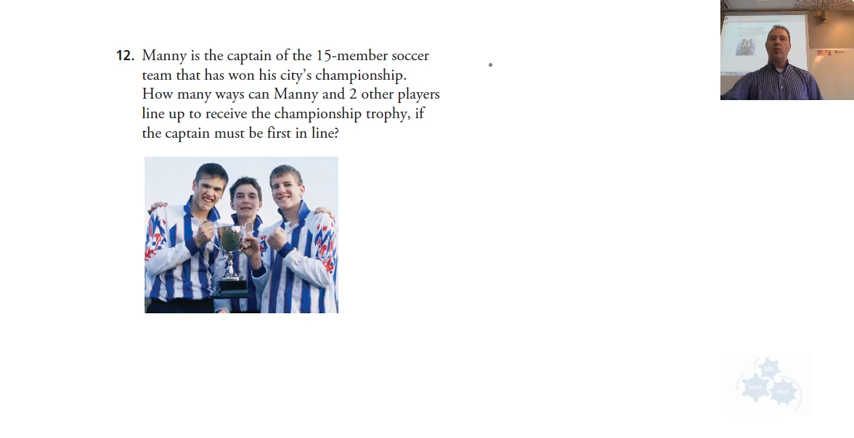 12. Manny is the captain of the 15-member soccer
team that has won his city's championship.
How many ways can Manny and 2 other players
line up to receive the championship trophy, if
the captain must be first in line?